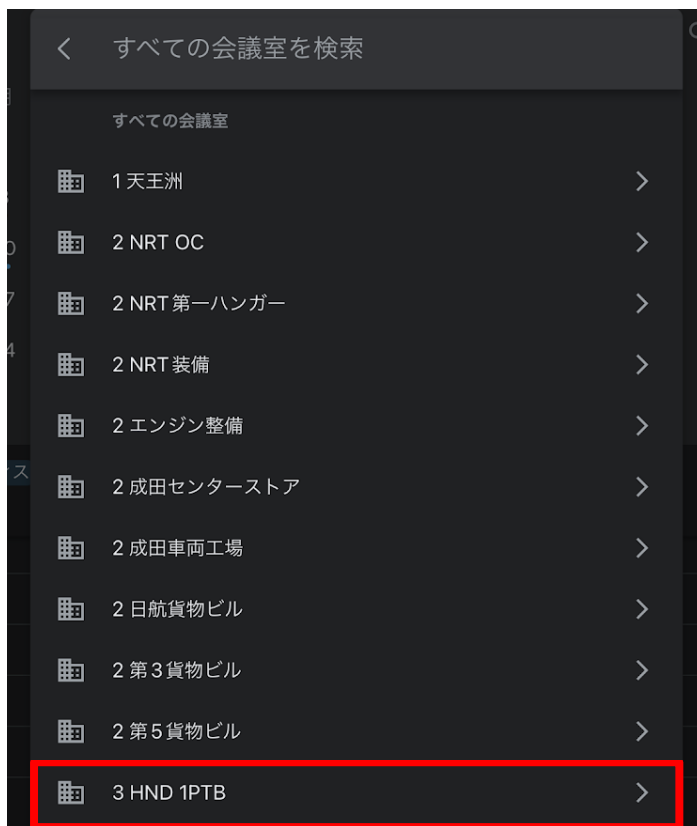 すべての会議室を検索
すべての会議室
1 天王洲
2 NRT OC
2 NRT 第一ハンガー
2 NRT 装備
2 エンジン整備
2 成田センターストア
2 成田車両工場
2 日航貨物ビル
2 第3貨物ビル
2 第5貨物ビル
3 HND 1PTB